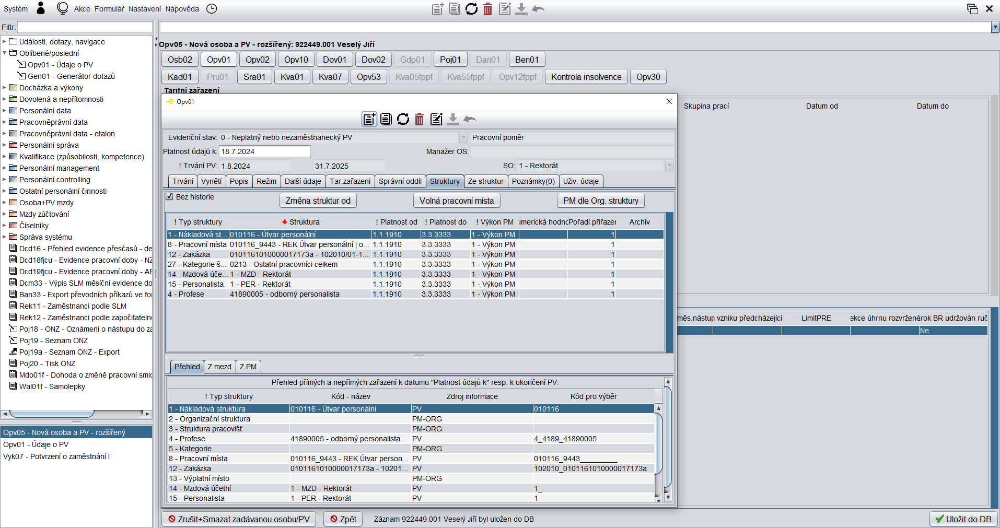 Systém Akce Formulář Nastavení Nápověda
Filtr:
Události, dotazy, navigace
Oblíbené/poslední
Opv01 - Údaje o PV
Gen01 - Generátor dotazů
Docházka a výkony
Dovolená a nepřítomnosti
Personální data
Pracovněprávní data
Pracovněprávní data - etalon
Personální správa
Kvalifikace (způsobilosti, kompetence)
Personální management
Personální controlling
Ostatní personální činnosti
Osoba+PV mzdy
Mzdy zúčtování
Číselníky
Správa systému
Dcd16 - Přehled evidence přesčasů - de
Dcd18fjcu - Evidence pracovní doby - NZ
Dcd19fjcu - Evidence pracovní doby - AF
Dcm33 - Výpis SLM měsíční evidence do
Ban33 - Export převodních příkazů ve for
Rek11 - Zaměstnanci podle SLM
Rek12 - Zaměstnanci podle započitatelne
Poj18 - ONZ - Oznámení o nástupu do za
Poj19 - Seznam ONZ
Poj19a - Seznam ONZ - Export
Poj20 - Tisk ONZ
Mdo01f - Dohoda o změně pracovní smlo
Wal01f - Samolepky
Opv05 - Nová osoba a PV - rozšířený
Opv01 - Údaje o PV
Vyk07 - Potvrzení o zaměstnání I
Opv05 - Nová osoba a PV - rozšířený: 922449.001 Veselý Jiří
Osb02 Opv01 Opv02 Opv10 Dov01 Dov02 Gdp01 Poj01 Dan01 Ben01
Kad01 Pru01 Sra01 Kva01 Kva07 Opv53 Kva05fppf Kva55fppf Opv12fppf Kontrola insolvence Opv30
Tarifní zařazení
Skupina prací Datum od Datum do
Opv01
Evidenční stav: 0 - Neplatný nebo nezaměstnanecký PV Pracovní poměr
Platnost údajů k: 18.7.2024 Manažer OS:
! Trvání PV: 1.8.2024 31.7.2025 SO: 1 - Rektorát
Trvání Vynětí Popis Režim Další údaje Tar.zařazení Správní oddíl Struktury Ze struktur Poznámky(0) Uživ. údaje
Bez historie Změna struktur od Volná pracovní místa PM dle Org. struktury
! Typ struktury Struktura ! Platnost od ! Platnost do ! Výkon PM umerická hodno Pořadí přiřazer Archiv
1 - Nákladová st... 010116 - Útvar personální 1.1.1910 3.3.3333 1 - Výkon PM 1
8 - Pracovní místa 010116_9443 - REK Útvar personální | o... 1.1.1910 3.3.3333 1 - Výkon PM 1
12 - Zakázka 0101161010000017173a - 102010/01-1... 1.1.1910 3.3.3333 1 - Výkon PM 1
27 - Kategorie š... 0213 - Ostatní pracovníci celkem 1.1.1910 3.3.3333 1 - Výkon PM 1
14 - Mzdová úče... 1 - MZD - Rektorát 1.1.1910 3.3.3333 1 - Výkon PM 1
15 - Personalista 1 - PER - Rektorát 1.1.1910 3.3.3333 1 - Výkon PM 1
4 - Profese 41890005 - odborný personalista 1.1.1910 3.3.3333 1 - Výkon PM 1
měs.nástup vzniku předcházející LimitPRE ekce úhrnu rozvržené rok BR udržován ruč
Ne
Přehled Z mezd Z PM
Přehled přímých a nepřímých zařazení k datumu "Platnost údajů k" resp. k ukončení PV:
! Typ struktury Kód - název Zdroj informace Kód pro výběr
1 - Nákladová struktura 010116 - Útvar personální PV 010116
2 - Organizační struktura PM-ORG
3 - Struktura pracovišť PM-ORG
4 - Profese 41890005 - odborný personalista PV 4_4189_41890005
5 - Kategorie PM-ORG
8 - Pracovní místa 010116_9443 - REK Útvar person... PV 010116_9443_________
12 - Zakázka 0101161010000017173a - 10201... PV 102010_0101161010000017173a
13 - Výplatní místo PM-ORG
14 - Mzdová účetní 1 - MZD - Rektorát PV 1_
15 - Personalista 1 - PER - Rektorát PV 1
Zrušit+Smazat zadávanou osobu/PV Zpět Záznam 922449.001 Veselý Jiří byl uložen do DB Uložit do DB